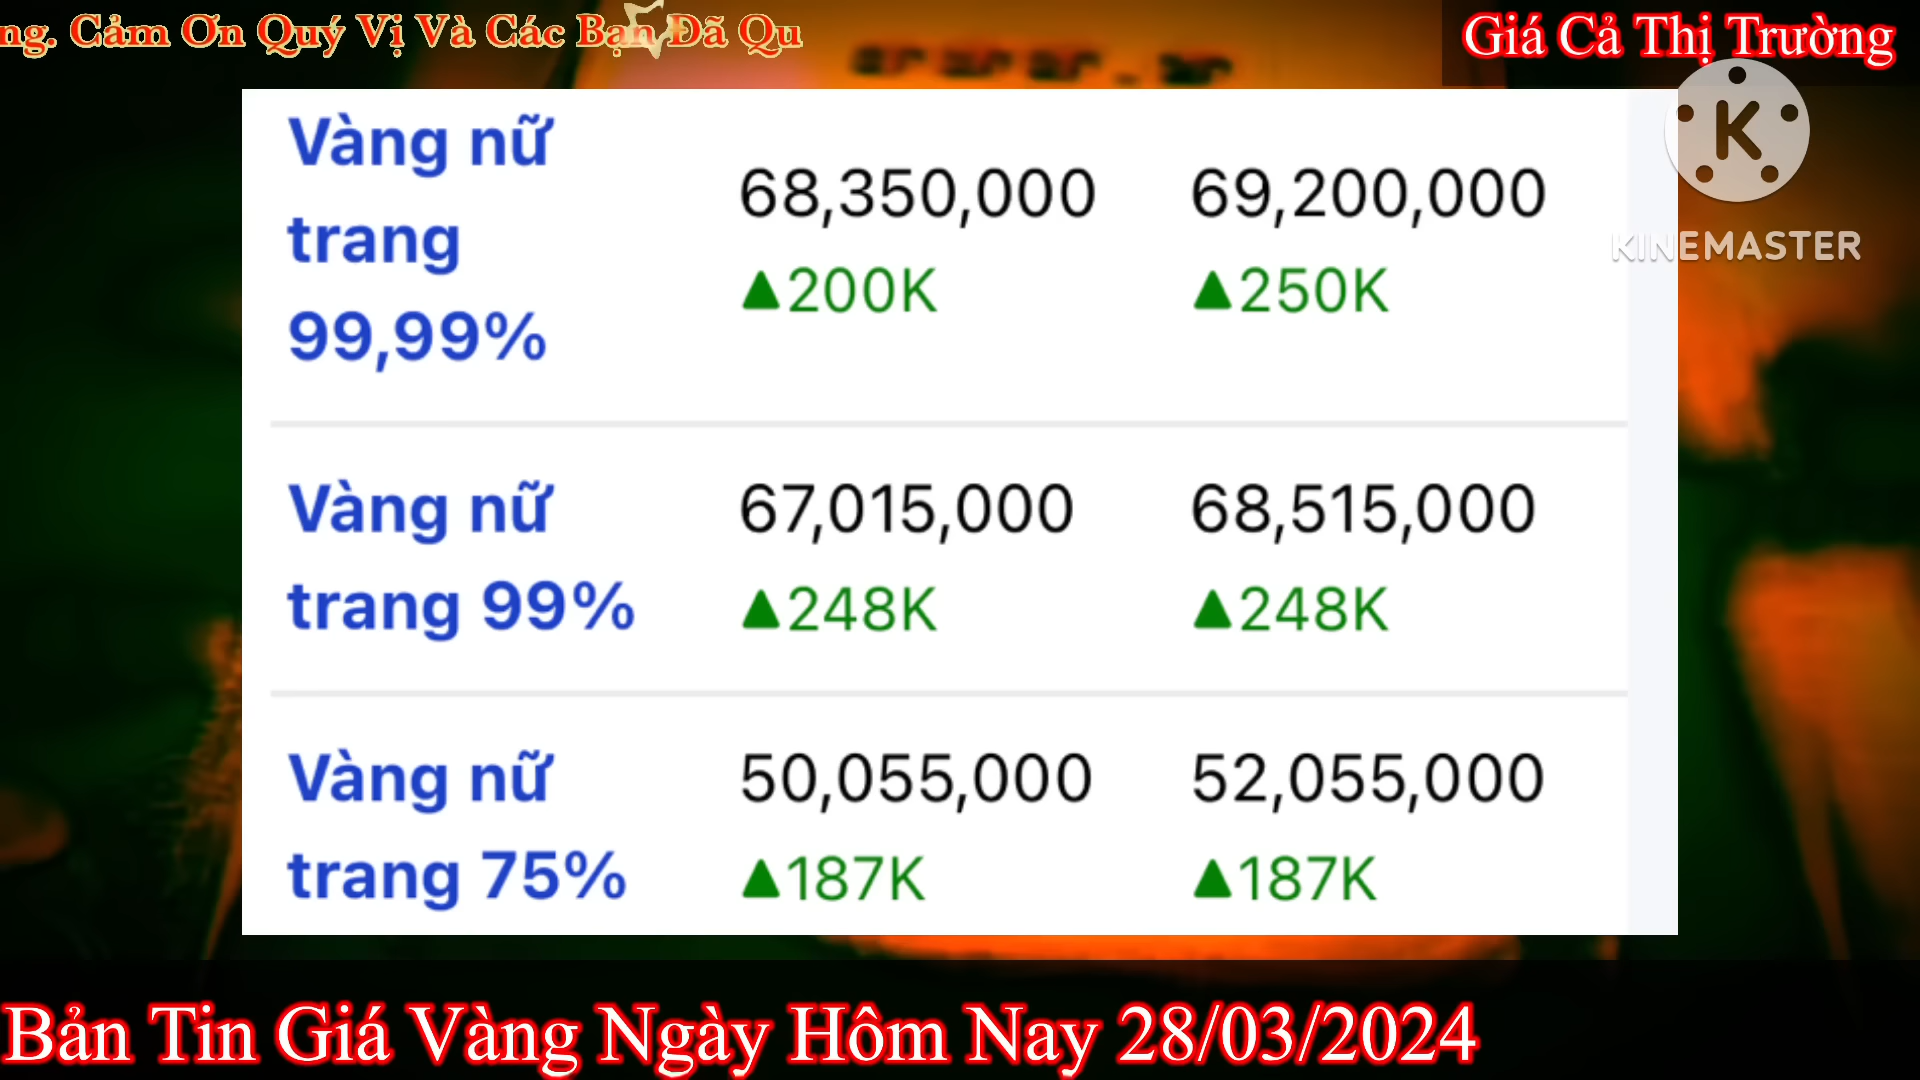 ng. Cảm Ơn Quý Vị Và Các Bạn Đã Qu
Giá Cả Thị Trường
K
KINEMASTER
Vàng nữ
trang
99,99%
68,350,000
69,200,000
▲200K
▲250K
Vàng nữ
trang 99%
67,015,000
68,515,000
▲248K
▲248K
Vàng nữ
trang 75%
50,055,000
52,055,000
▲187K
▲187K
Bản Tin Giá Vàng Ngày Hôm Nay 28/03/2024